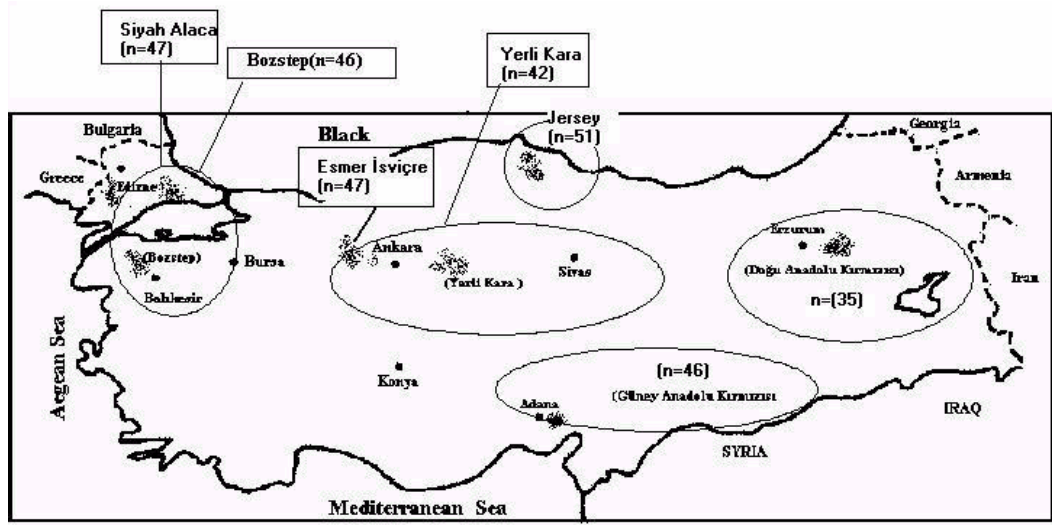 Siyah Alaca
(n=47)
Bozstep(n=46)
Yerli Kara
(n=42)
Jersey
(n=51)
Bulgaria
Black
Georgia
Greece
Esmer İsviçre
(n=47)
Armenia
Edirne
Erzurum
Ankara
(Bozstep)
Bursa
Sivas
(Doğu Anadolu Kırmızısı)
(Yarli Kara )
Iran
Balıkesir
n=(35)
Aegean Sea
Konya
(n=46)
(Güney Anadolu Kırmızısı
Adana
IRAQ
SYRIA
Mediterranean Sea